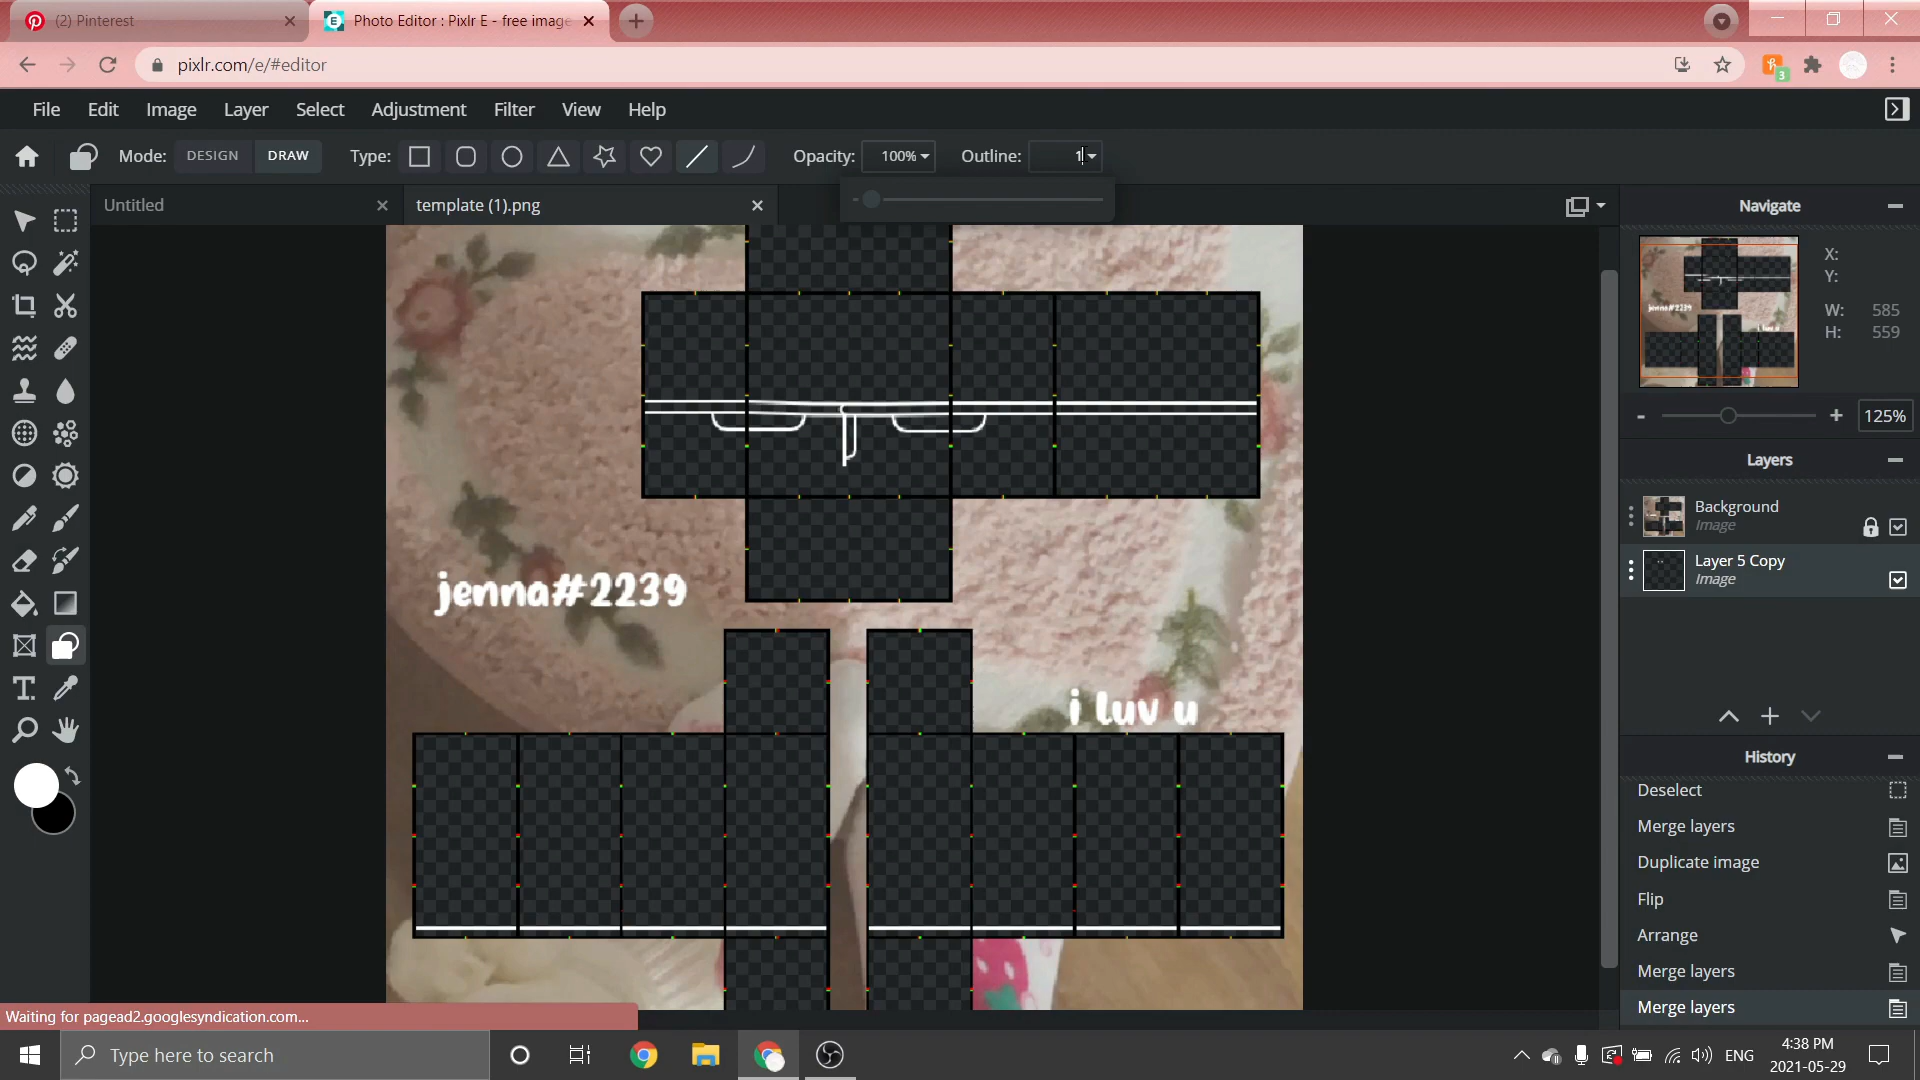 (2) Pinterest
Photo Editor : Pixlr E - free image
pixlr.com/e/#editor
3
File Edit Image Layer Select Adjustment Filter View Help
Mode: DESIGN DRAW Type: Opacity: 100% Outline: 1
Untitled
template (1).png
Navigate
X:
Y:
W: 585
H: 559
125%
Layers
Background
Image
Layer 5 Copy
Image
jenna#2239
i luv u
History
Deselect
Merge layers
Duplicate image
Flip
Arrange
Merge layers
Merge layers
Waiting for pagead2.googlesyndication.com...
Type here to search
ENG
4:38 PM
2021-05-29